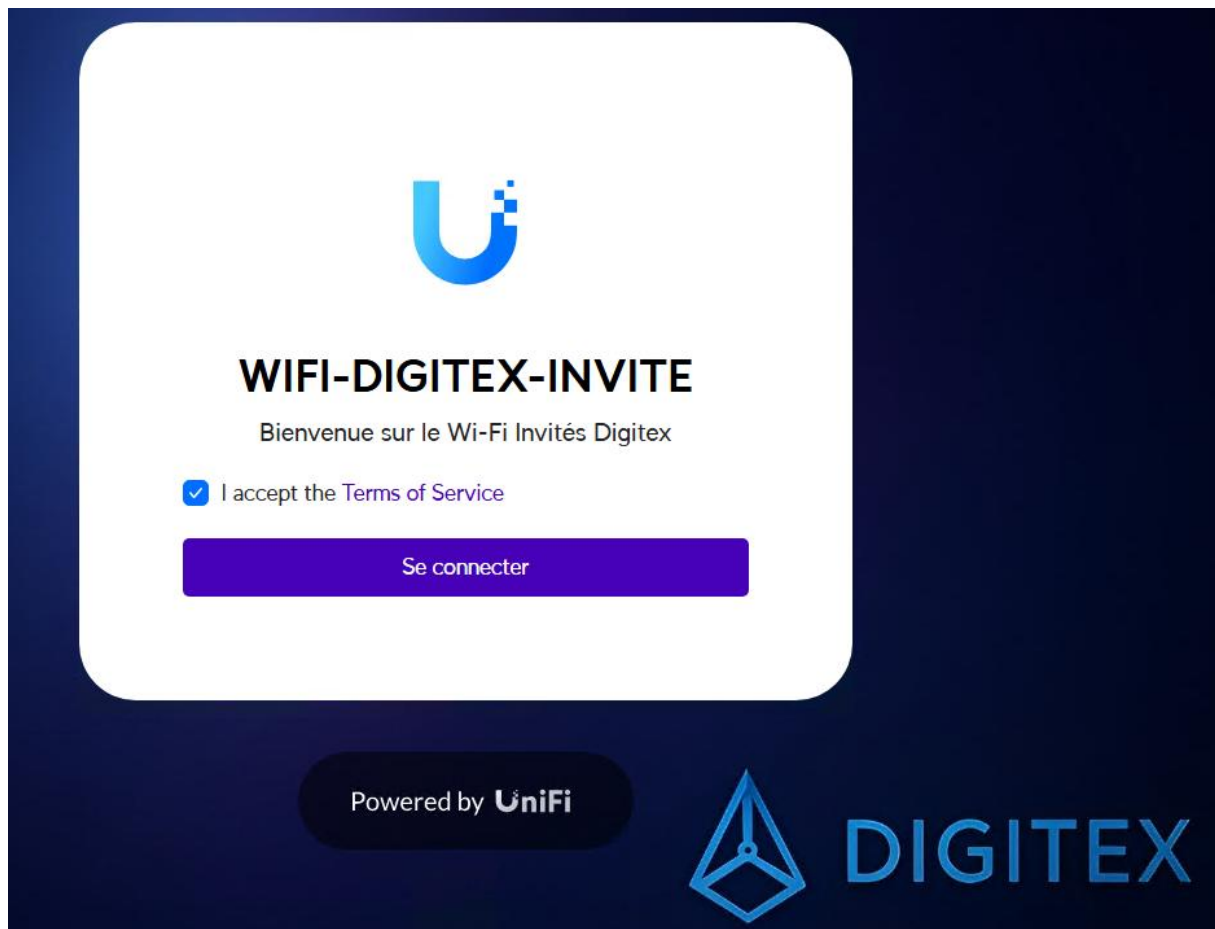 WIFI-DIGITEX-INVITE
Bienvenue sur le Wi-Fi Invités Digitex
I accept the Terms of Service
Se connecter
Powered by UniFi
DIGITEX